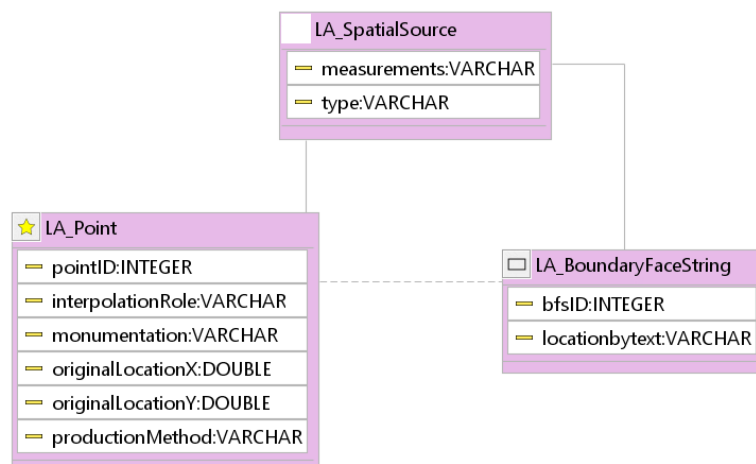 LA_SpatialSource
measurements:VARCHAR
type:VARCHAR
LA_Point
pointID:INTEGER
interpolationRole:VARCHAR
monumentation:VARCHAR
originalLocationX:DOUBLE
originalLocationY:DOUBLE
productionMethod:VARCHAR
LA_BoundaryFaceString
bfsID:INTEGER
locationbytext:VARCHAR